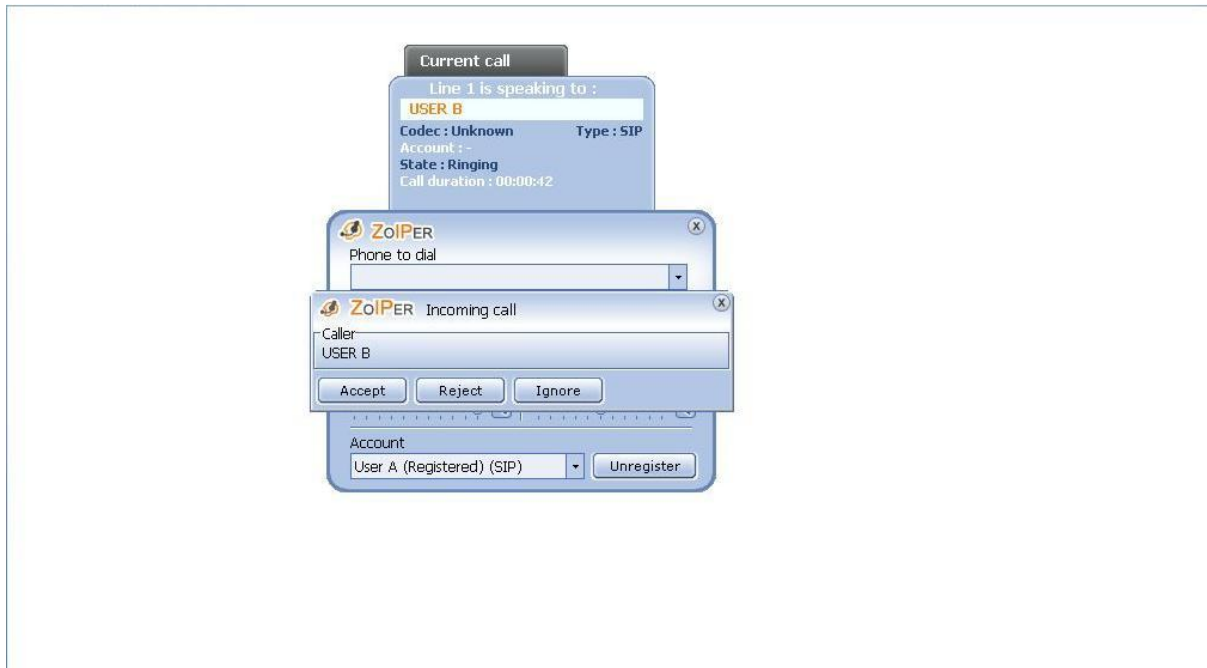 Current call
Line 1 is speaking to :
USER B
Codec : Unknown Type : SIP
Account : -
State : Ringing
Call duration : 00:00:42
ZOIPER
Phone to dial
ZOIPER Incoming call
Caller
USER B
Accept Reject Ignore
Account
User A (Registered) (SIP) Unregister